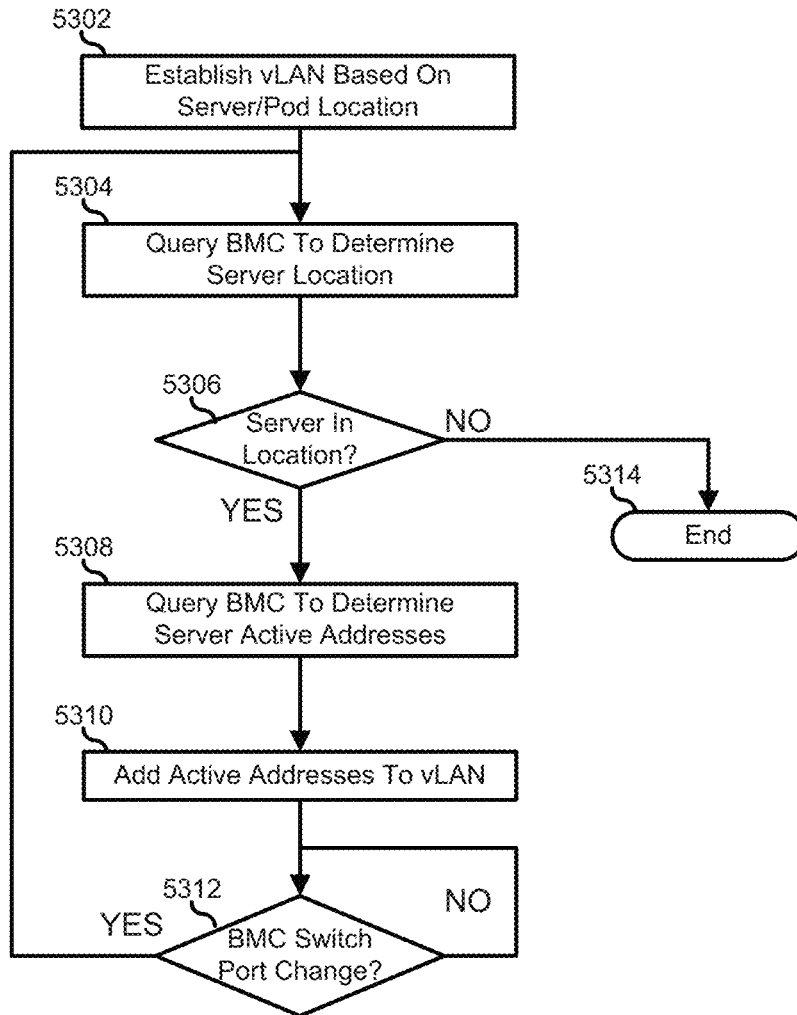 5302
Establish vLAN Based On
Server/Pod Location
5304
Query BMC To Determine
Server Location
5306
Server In
Location?
NO
YES
5314
End
5308
Query BMC To Determine
Server Active Addresses
5310
Add Active Addresses To vLAN
5312
YES
NO
BMC Switch
Port Change?